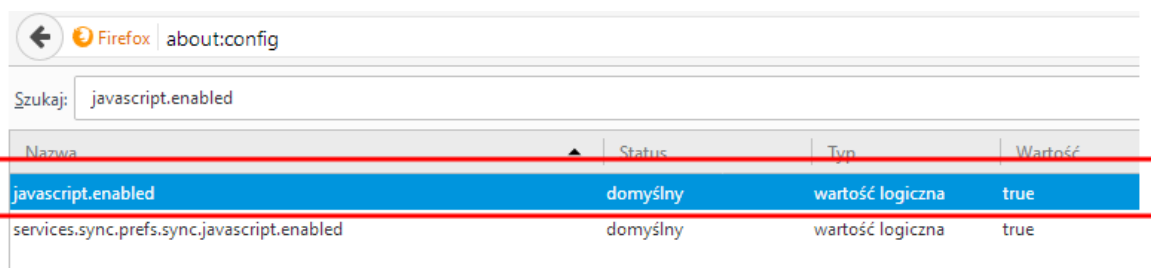 Firefox about:config
Szukaj: javascript.enabled
Nazwa Status Typ Wartość
javascript.enabled domyślny wartość logiczna true
services.sync.prefs.sync.javascript.enabled domyślny wartość logiczna true